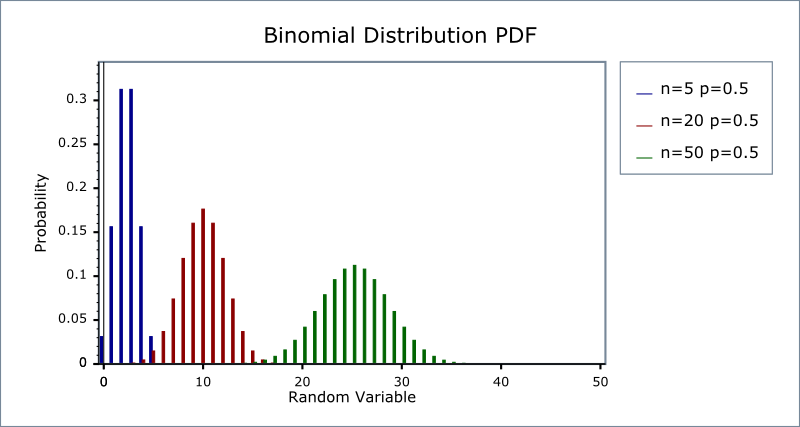 Binomial Distribution PDF
n=5 p=0.5
n=20 p=0.5
n=50 p=0.5
Probability
0.3
0.25
0.2
0.15
0.1
0.05
0
0 10 20 30 40 50
Random Variable